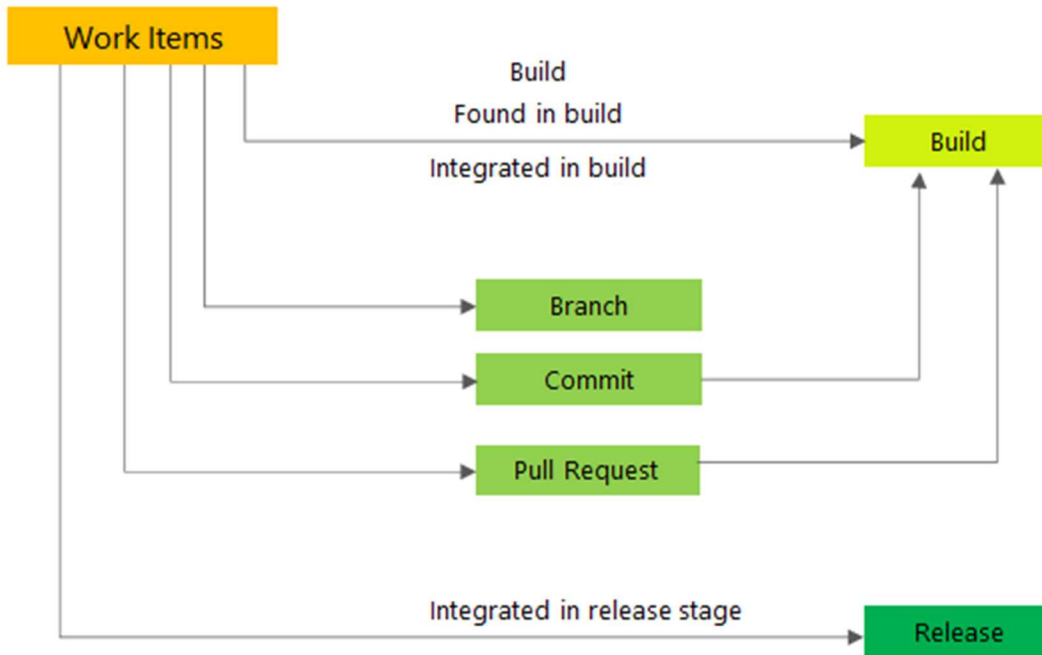 Work Items
Build
Found in build
Build
Integrated in build
Branch
Commit
Pull Request
Integrated in release stage
Release